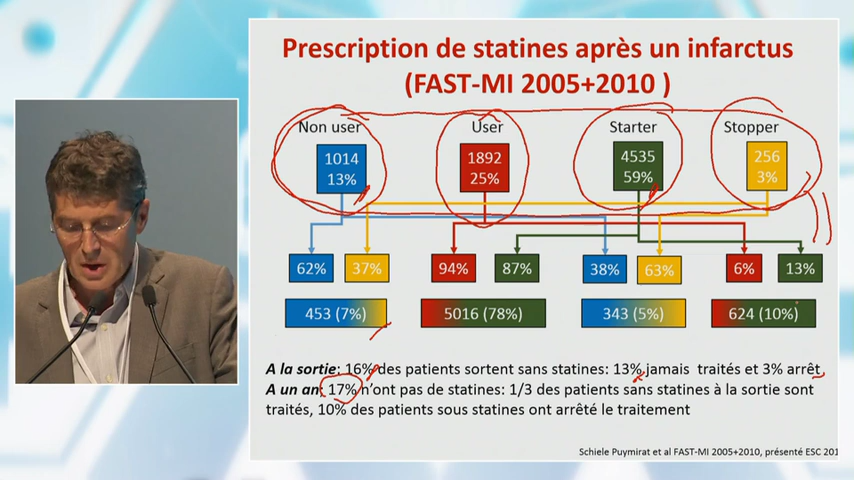 Prescription de statines après un infarctus
(FAST-MI 2005+2010 )
Non user
User
Starter
Stopper
1014
13%
1892
25%
4535
59%
256
3%
62%
37%
94%
87%
38%
63%
6%
13%
453 (7%)
5016 (78%)
343 (5%)
624 (10%)
A la sortie: 16% des patients sortent sans statines: 13% jamais traités et 3% arrêt,
A un an: 17% n'ont pas de statines: 1/3 des patients sans statines à la sortie sont
traités, 10% des patients sous statines ont arrêté le traitement
Schiele Puymirat et al FAST-MI 2005+2010, présenté ESC 201